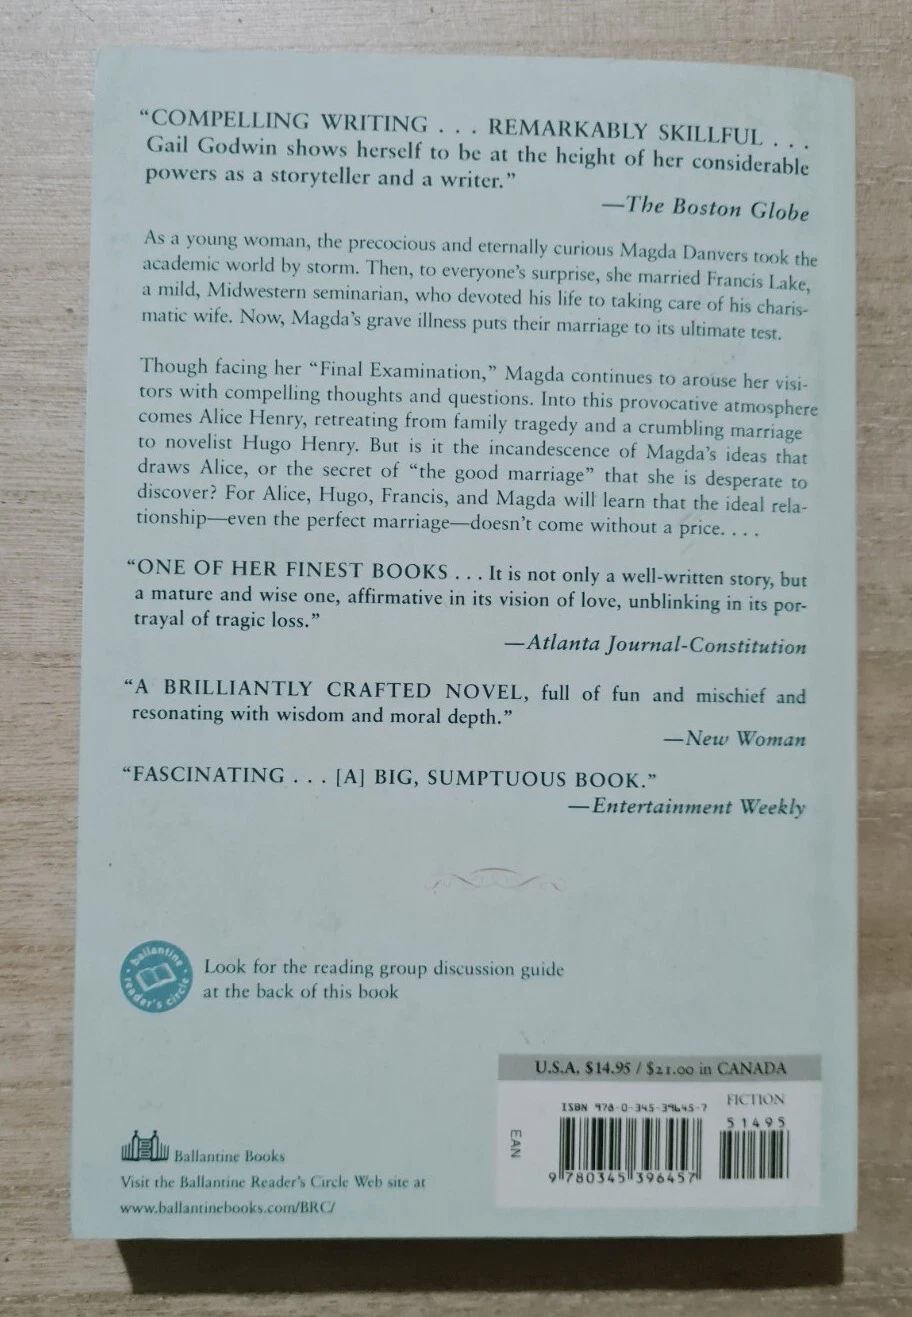 “COMPELLING WRITING . . . REMARKABLY SKILLFUL . . .
Gail Godwin shows herself to be at the height of her considerable
powers as a storyteller and a writer.”
—The Boston Globe
As a young woman, the precocious and eternally curious Magda Danvers took the
academic world by storm. Then, to everyone’s surprise, she married Francis Lake,
a mild, Midwestern seminarian, who devoted his life to taking care of his charis-
matic wife. Now, Magda’s grave illness puts their marriage to its ultimate test.
Though facing her “Final Examination,” Magda continues to arouse her visi-
tors with compelling thoughts and questions. Into this provocative atmosphere
comes Alice Henry, retreating from family tragedy and a crumbling marriage
to novelist Hugo Henry. But is it the incandescence of Magda’s ideas that
draws Alice, or the secret of “the good marriage” that she is desperate to
discover? For Alice, Hugo, Francis, and Magda will learn that the ideal rela-
tionship—even the perfect marriage—doesn’t come without a price. . . .
“ONE OF HER FINEST BOOKS . . . It is not only a well-written story, but
a mature and wise one, affirmative in its vision of love, unblinking in its por-
trayal of tragic loss.”
—Atlanta Journal-Constitution
“A BRILLIANTLY CRAFTED NOVEL, full of fun and mischief and
resonating with wisdom and moral depth.”
—New Woman
“FASCINATING . . . [A] BIG, SUMPTUOUS BOOK.”
—Entertainment Weekly
ballantine
reader’s circle
Look for the reading group discussion guide
at the back of this book
U.S.A. $14.95 / $21.00 in CANADA
FICTION
ISBN 978-0-345-39645-7
51495
EAN
9 780345 396457
Ballantine Books
Visit the Ballantine Reader’s Circle Web site at
www.ballantinebooks.com/BRC/